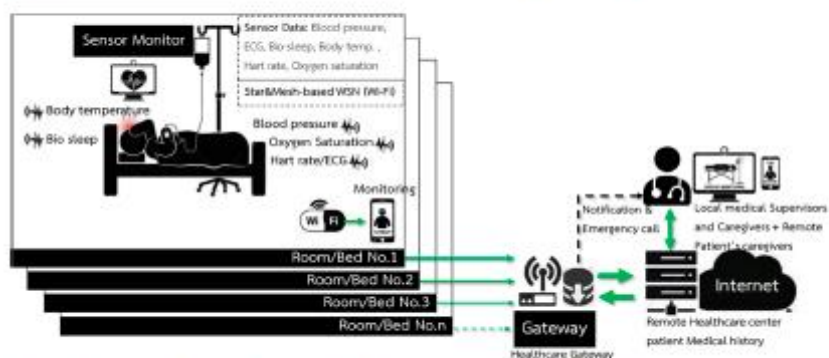 Sensor Monitor
Sensor Data: Blood pressure,
ECG, Bio sleep, Body temp. ,
Hart rate, Oxygen saturation
Star&Mesh-based WSN (Wi-Fi)
Body temperature
Bio sleep
Blood pressure
Oxygen Saturation
Hart rate/ECG
Monitoring
Wi Fi
Room/Bed No.1
Room/Bed No.2
Room/Bed No.3
Room/Bed No.n
Notification &
Emergency call
Gateway
Healthcare Gateway
Local medical Supervisors
and Caregivers + Remote
Patient's caregivers
Internet
Remote Healthcare center
patient Medical history